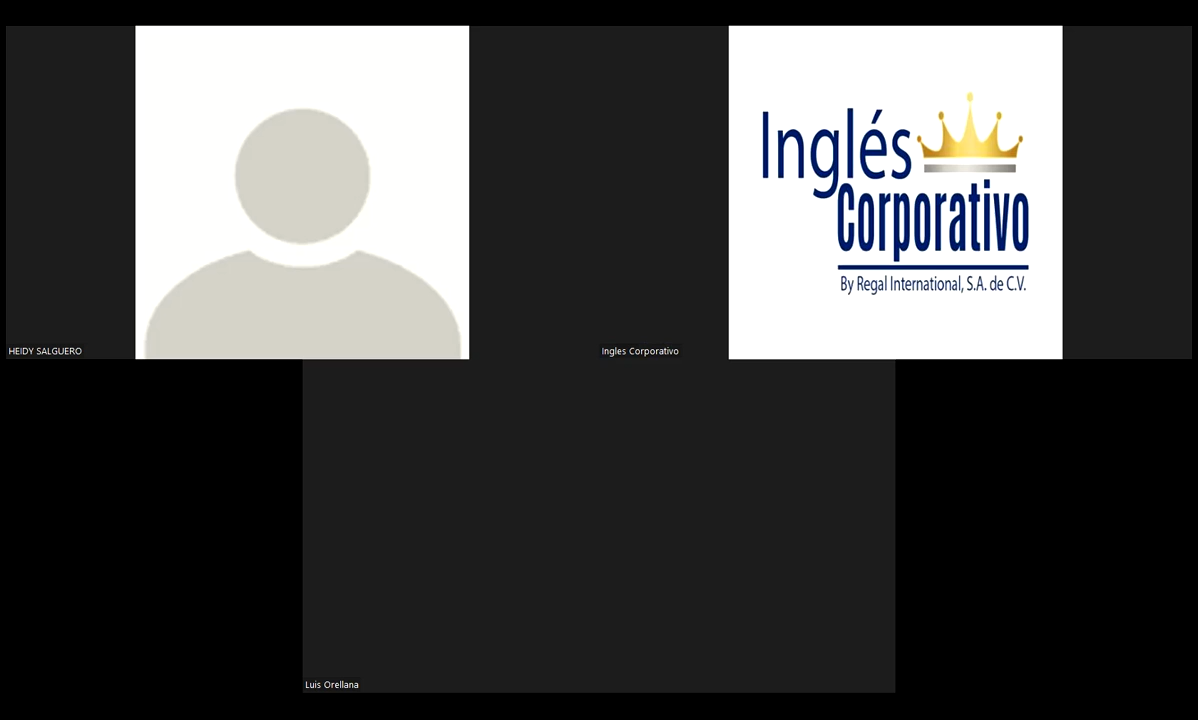 Inglés
Corporativo
By Regal International, S.A. de C.V.
HEIDY SALGUERO
Ingles Corporativo
Luis Orellana